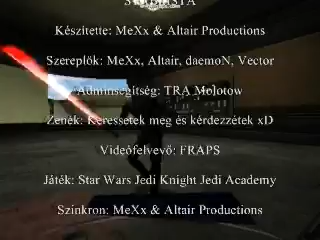 STÁBLISTA
Készítette: MeXx & Altair Productions
Szereplők: MeXx, Altair, daemoN, Vector
Adminsegítség: TRA Molotow
Zenék: Keressetek meg és kérdezzétek xD
Videófelvevő: FRAPS
Játék: Star Wars Jedi Knight Jedi Academy
Szinkron: MeXx & Altair Productions